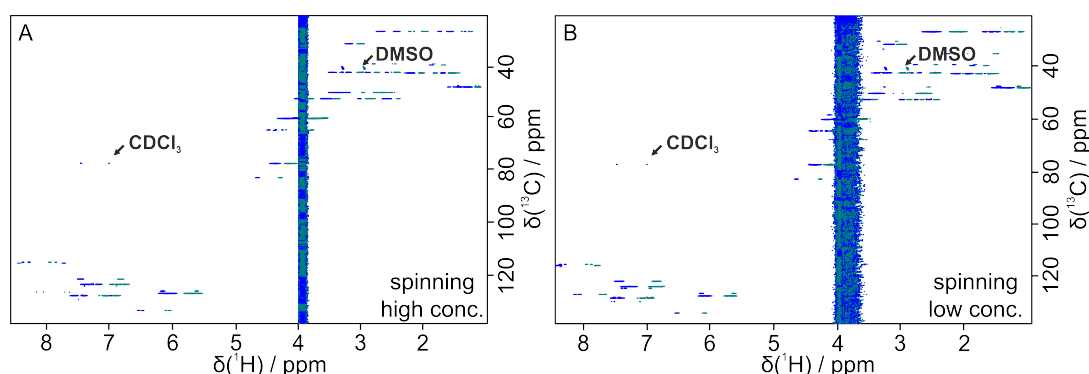 A
DMSO
CDCl₃
spinning
high conc.
40
60
80
100
120
δ(¹³C) / ppm
8 7 6 5 4 3 2
δ(¹H) / ppm
B
DMSO
CDCl₃
spinning
low conc.
40
60
80
100
120
δ(¹³C) / ppm
8 7 6 5 4 3 2
δ(¹H) / ppm